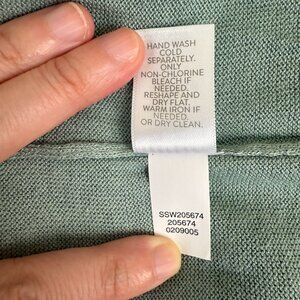 HAND WASH
COLD
SEPARATELY.
ONLY
NON-CHLORINE
BLEACH IF
NEEDED.
RESHAPE AND
DRY FLAT.
WARM IRON IF
NEEDED.
OR DRY CLEAN.
SSW205674
205674
0209005